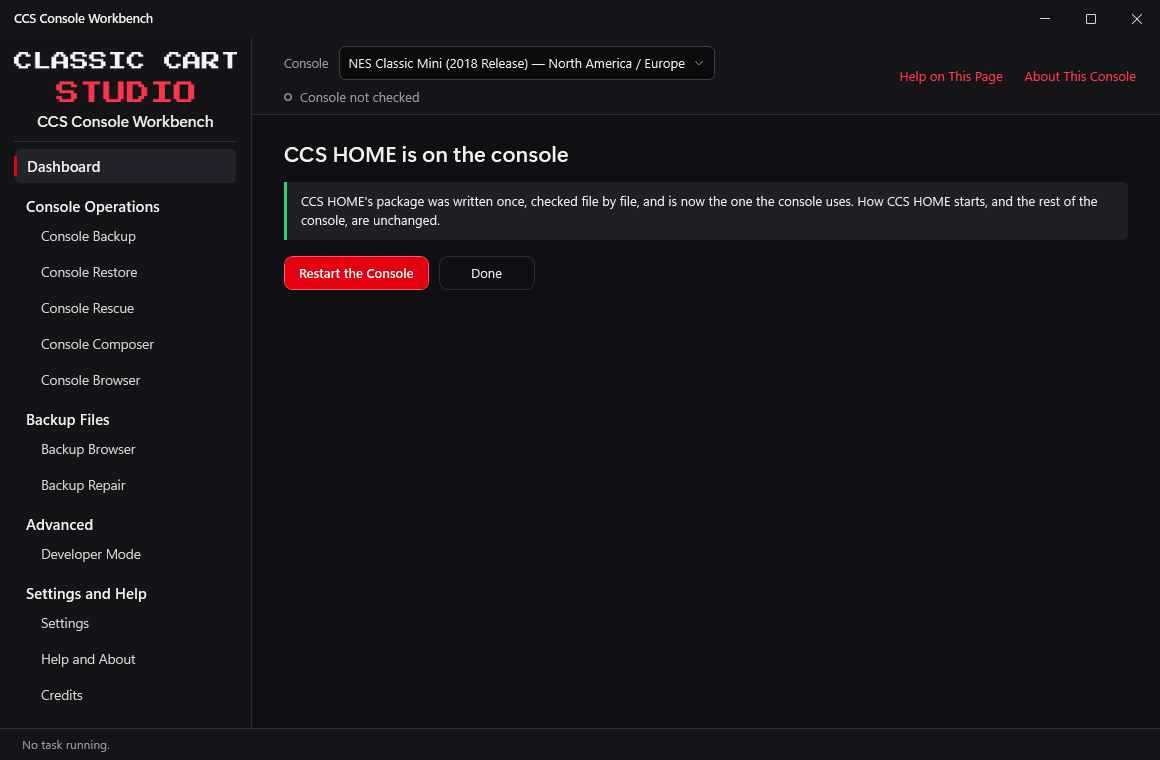 CCS Console Workbench
CLASSIC CART
STUDIO
CCS Console Workbench
Dashboard
Console Operations
Console Backup
Console Restore
Console Rescue
Console Composer
Console Browser
Backup Files
Backup Browser
Backup Repair
Advanced
Developer Mode
Settings and Help
Settings
Help and About
Credits
Console
NES Classic Mini (2018 Release) — North America / Europe
Console not checked
Help on This Page
About This Console
CCS HOME is on the console
CCS HOME's package was written once, checked file by file, and is now the one the console uses. How CCS HOME starts, and the rest of the
console, are unchanged.
Restart the Console
Done
No task running.